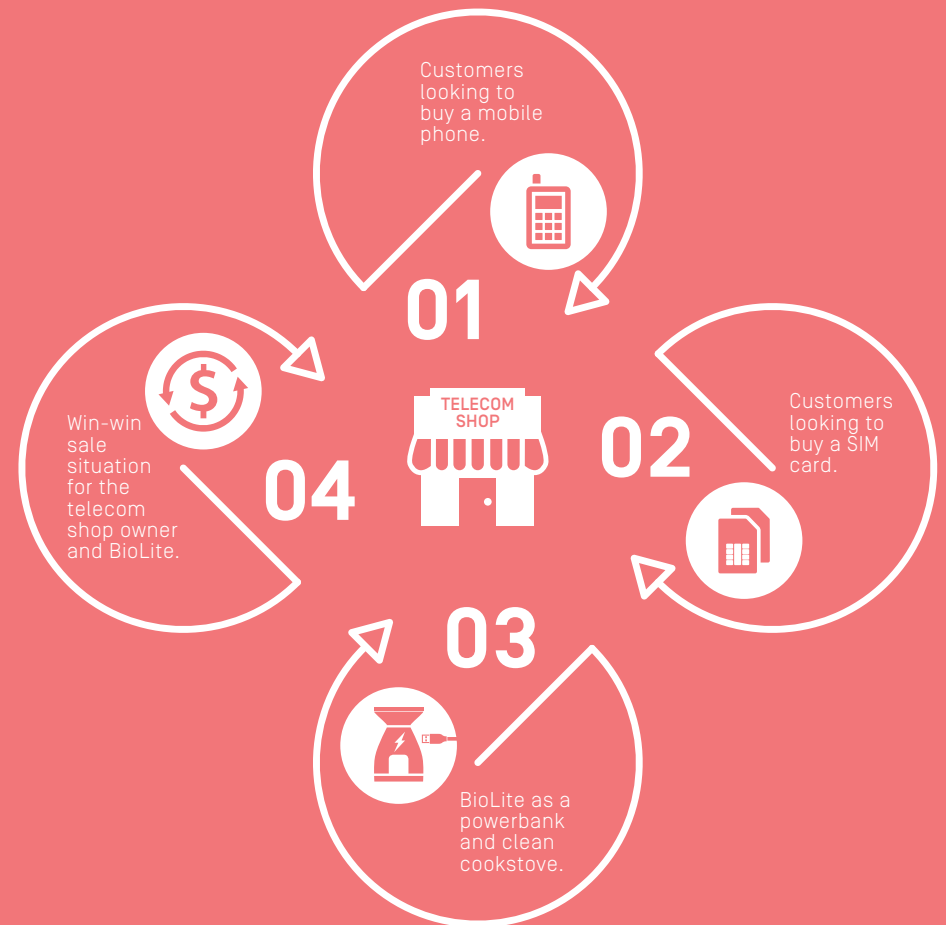 Customers
looking to
buy a mobile
phone.
01
TELECOM
SHOP
02
Customers
looking to
buy a SIM
card.
03
BioLite as a
powerbank
and clean
cookstove.
04
Win-win
sale
situation
for the
telecom
shop owner
and BioLite.
$